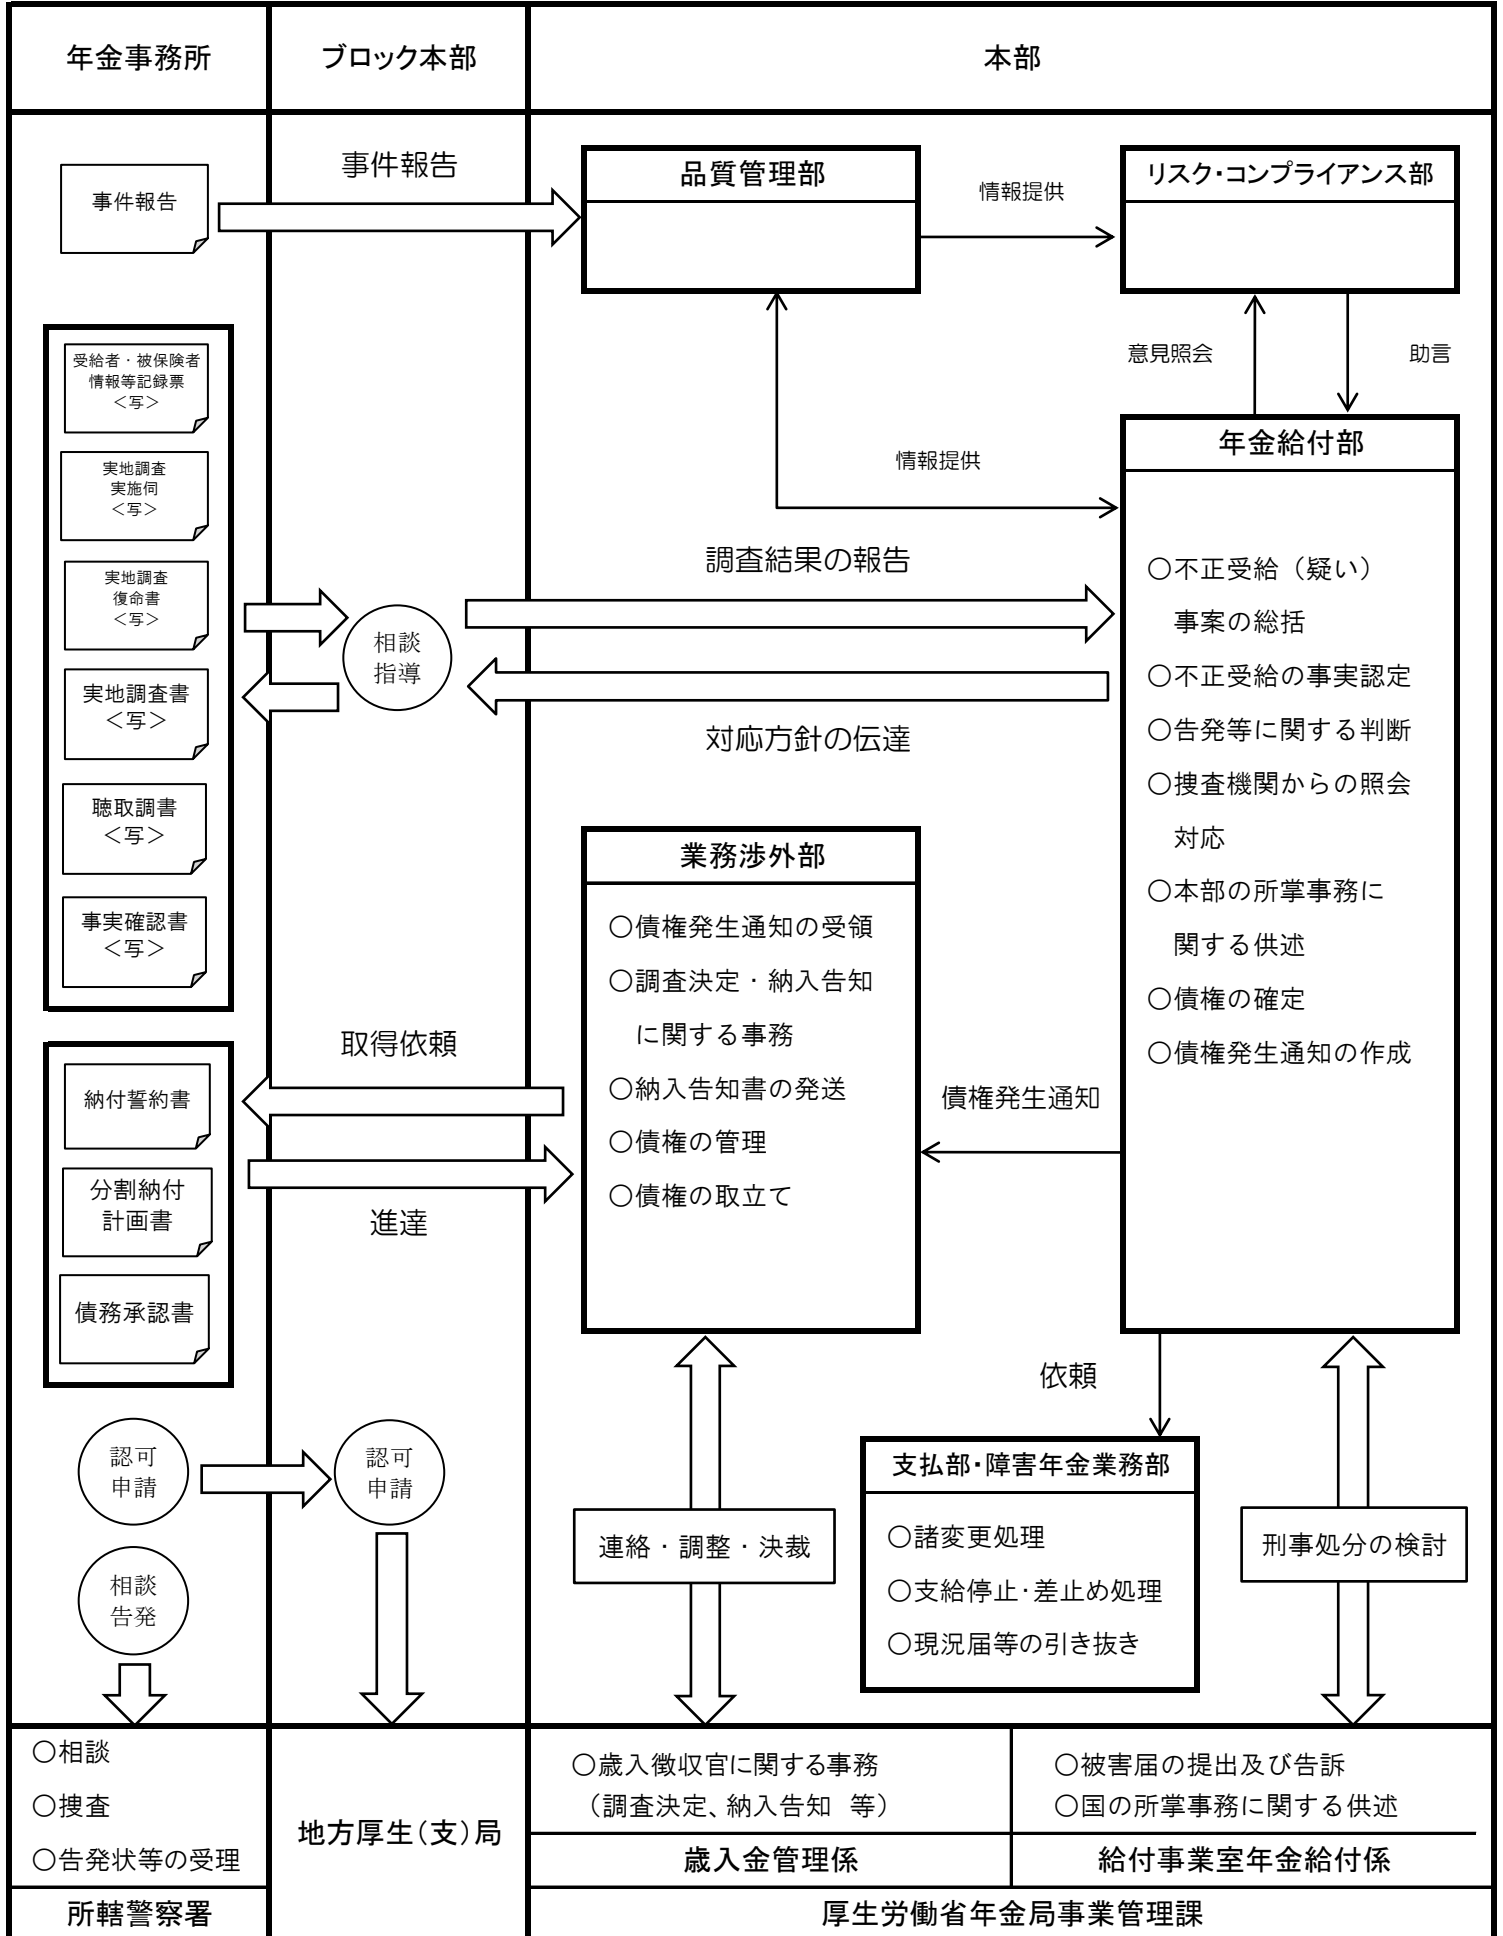 年金事務所
ブロック本部
本部
事件報告
事件報告
品質管理部
情報提供
リスク・コンプライアンス部
受給者・被保険者
情報等記録票
＜写＞
実地調査
実施伺
＜写＞
実地調査
復命書
＜写＞
実地調査書
＜写＞
聴取調書
＜写＞
事実確認書
＜写＞
意見照会
助言
情報提供
相談
指導
調査結果の報告
対応方針の伝達
年金給付部
○不正受給（疑い）
事案の総括
○不正受給の事実認定
○告発等に関する判断
○捜査機関からの照会
対応
○本部の所掌事務に
関する供述
○債権の確定
○債権発生通知の作成
業務渉外部
○債権発生通知の受領
○調査決定・納入告知
に関する事務
○納入告知書の発送
○債権の管理
○債権の取立て
債権発生通知
取得依頼
進達
納付誓約書
分割納付
計画書
債務承認書
依頼
認可
申請
認可
申請
相談
告発
連絡・調整・決裁
支払部・障害年金業務部
○諸変更処理
○支給停止・差止め処理
○現況届等の引き抜き
刑事処分の検討
○相談
○捜査
○告発状等の受理
所轄警察署
地方厚生（支）局
○歳入徴収官に関する事務
（調査決定、納入告知　等）
歳入金管理係
○被害届の提出及び告訴
○国の所掌事務に関する供述
給付事業室年金給付係
厚生労働省年金局事業管理課